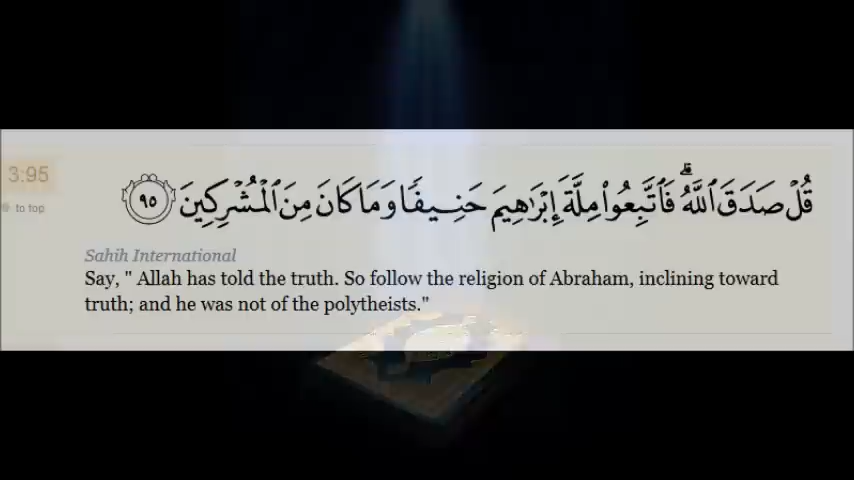 3:95
to top
قُلْ صَدَقَ ٱللَّهُ ۗ فَٱتَّبِعُوا۟ مِلَّةَ إِبْرَٰهِيمَ حَنِيفًا وَمَا كَانَ مِنَ ٱلْمُشْرِكِينَ ٩٥
Sahih International
Say, " Allah has told the truth. So follow the religion of Abraham, inclining toward
truth; and he was not of the polytheists."